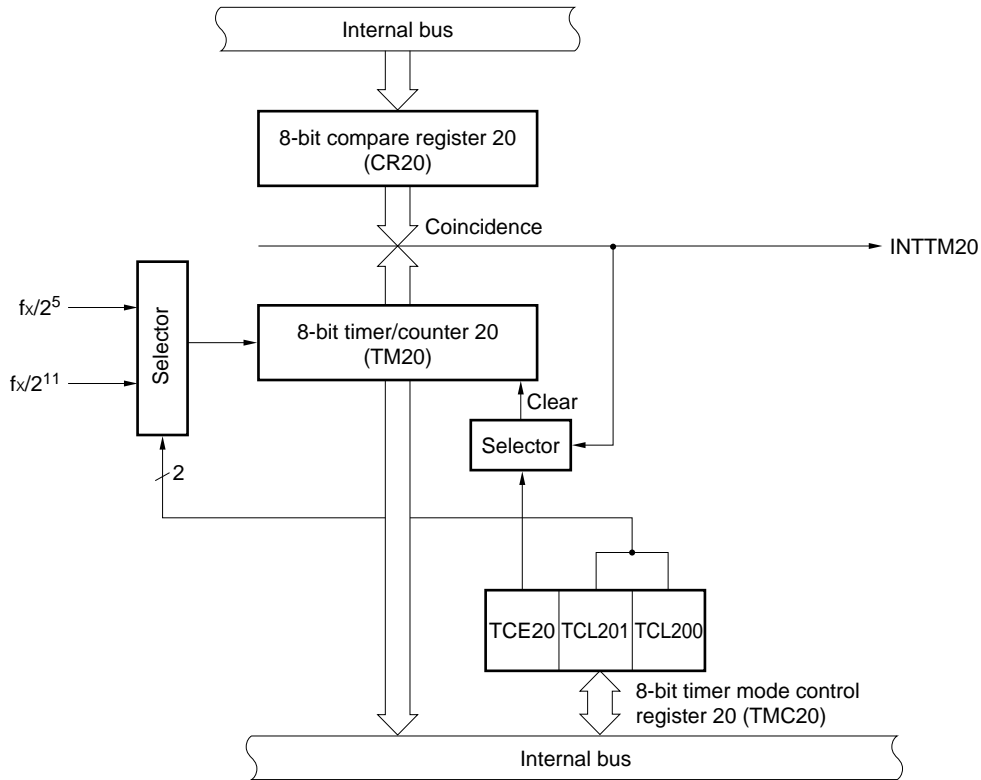 Internal bus
8-bit compare register 20
(CR20)
Coincidence
INTTM20
fX/2^5
fX/2^11
Selector
8-bit timer/counter 20
(TM20)
Clear
Selector
2
TCE20
TCL201
TCL200
8-bit timer mode control
register 20 (TMC20)
Internal bus